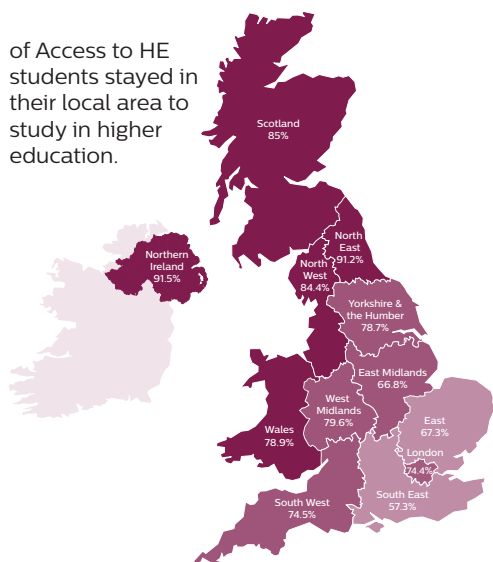 of Access to HE
students stayed in
their local area to
study in higher
education.
Scotland
85%
Northern
Ireland
91.5%
North
East
91.2%
North
West
84.4%
Yorkshire &
the Humber
78.7%
East Midlands
66.8%
West
Midlands
79.6%
East
67.3%
Wales
78.9%
London
74.4%
South West
74.5%
South East
57.3%